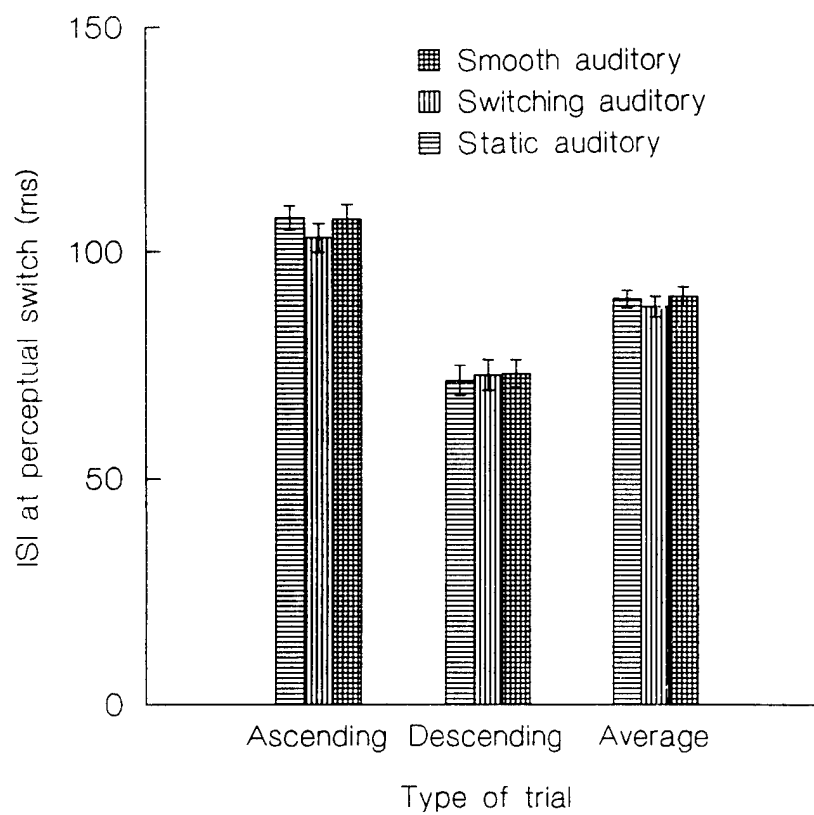 150
100
50
0
ISI at perceptual switch (ms)
Smooth auditory
Switching auditory
Static auditory
Ascending Descending Average
Type of trial